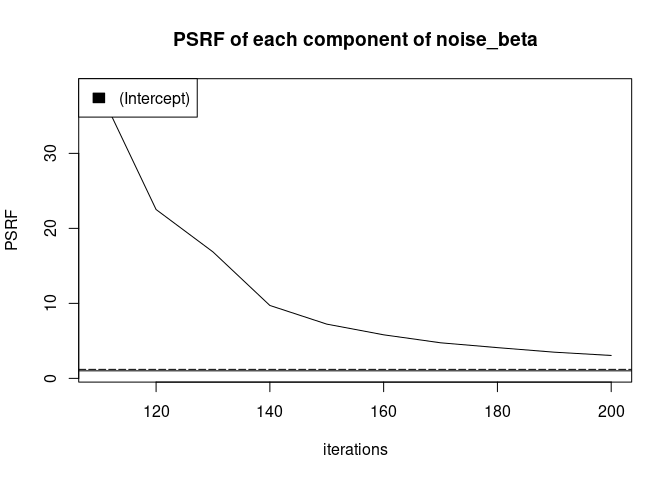 PSRF of each component of noise_beta
(Intercept)
PSRF
30
20
10
0
120 140 160 180 200
iterations